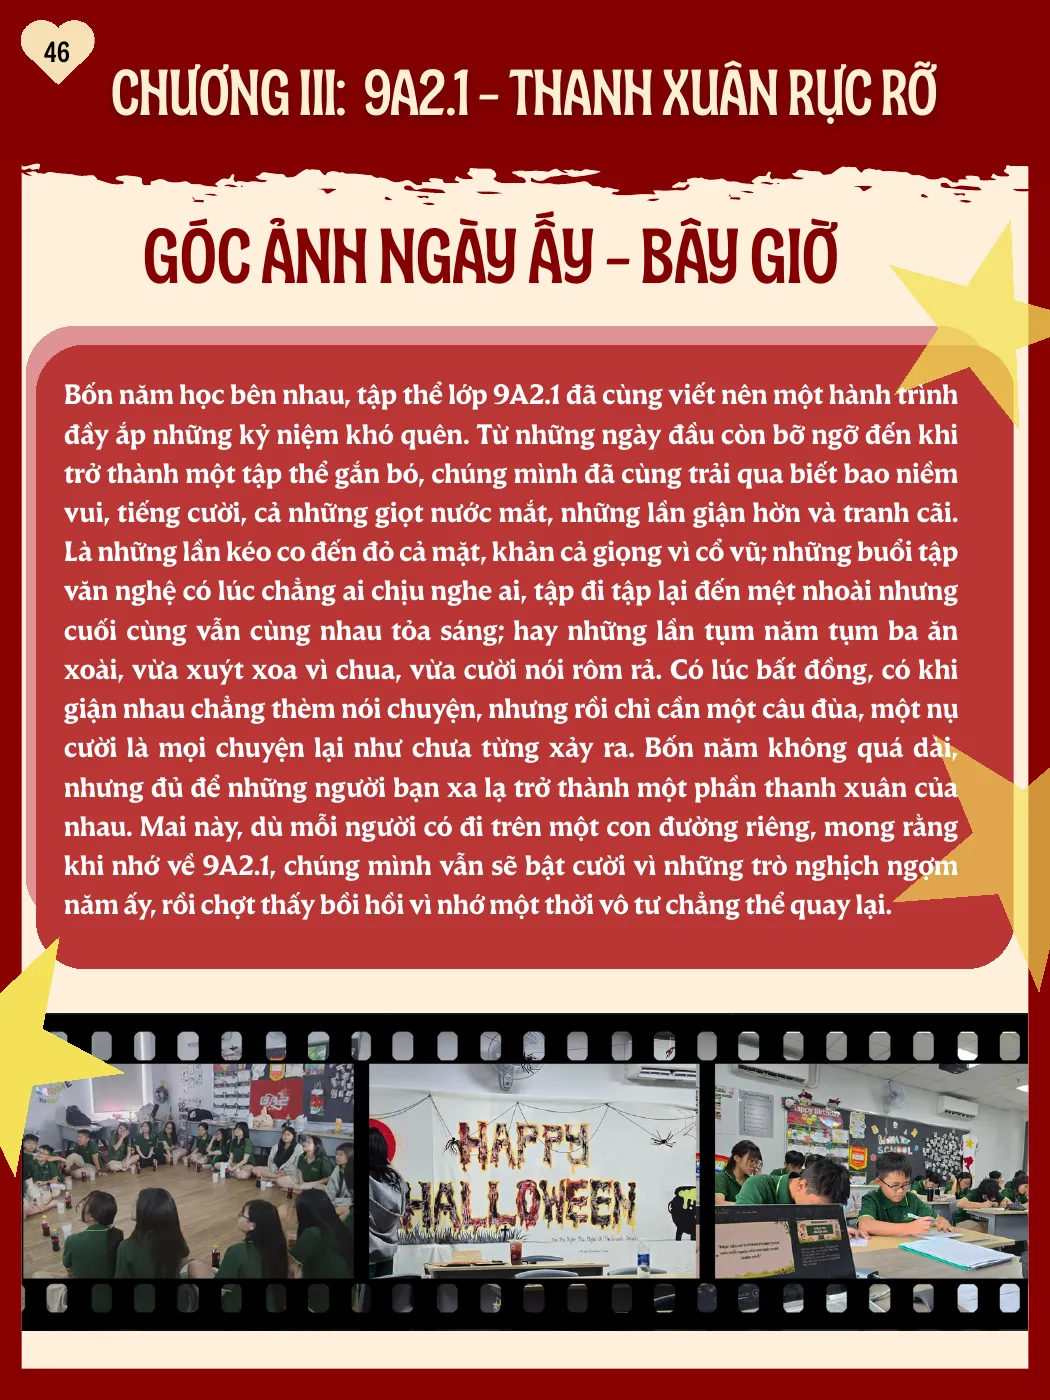 46
CHƯƠNG III: 9A2.1 – THANH XUÂN RỰC RỠ
GÓC ẢNH NGÀY ẤY – BÂY GIỜ
Bốn năm học bên nhau, tập thể lớp 9A2.1 đã cùng viết nên một hành trình
đầy ắp những kỷ niệm khó quên. Từ những ngày đầu còn bỡ ngỡ đến khi
trở thành một tập thể gắn bó, chúng mình đã cùng trải qua biết bao niềm
vui, tiếng cười, cả những giọt nước mắt, những lần giận hờn và tranh cãi.
Là những lần kéo co đến đỏ cả mặt, khản cả giọng vì cổ vũ; những buổi tập
văn nghệ có lúc chẳng ai chịu nghe ai, tập đi tập lại đến mệt nhoài nhưng
cuối cùng vẫn cùng nhau tỏa sáng; hay những lần tụm năm tụm ba ăn
xoài, vừa xuýt xoa vì chua, vừa cười nói rôm rả. Có lúc bất đồng, có khi
giận nhau chẳng thèm nói chuyện, nhưng rồi chỉ cần một câu đùa, một nụ
cười là mọi chuyện lại như chưa từng xảy ra. Bốn năm không quá dài,
nhưng đủ để những người bạn xa lạ trở thành một phần thanh xuân của
nhau. Mai này, dù mỗi người có đi trên một con đường riêng, mong rằng
khi nhớ về 9A2.1, chúng mình vẫn sẽ bật cười vì những trò nghịch ngợm
năm ấy, rồi chợt thấy bồi hồi vì nhớ một thời vô tư chẳng thể quay lại.
HAPPY
HALLOWEEN
Happy Birthday
SCHOOL